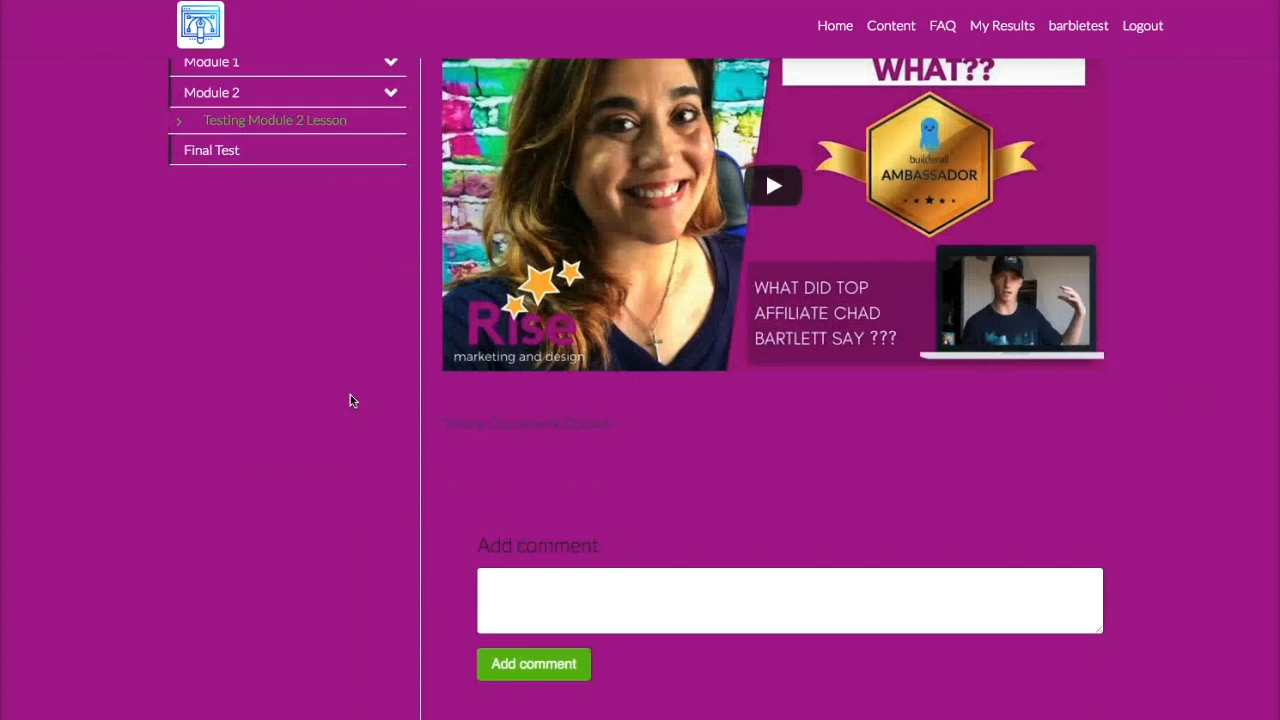 Home Content FAQ My Results barbietest Logout
Module 1
Module 2
Testing Module 2 Lesson
Final Test
WHAT??
builderall
AMBASSADOR
Rise
marketing and design
WHAT DID TOP
AFFILIATE CHAD
BARTLETT SAY ???
Add comment
Add comment